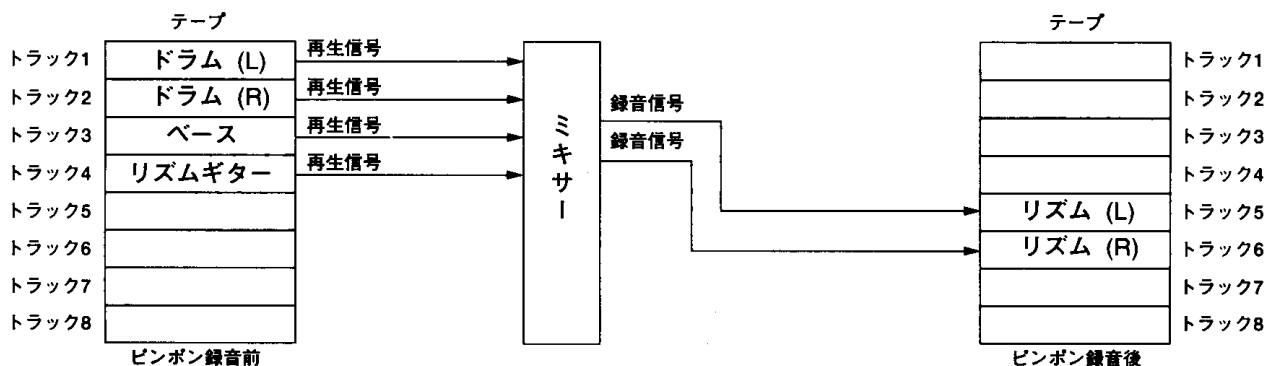 テープ
トラック1 ドラム (L) 再生信号
トラック2 ドラム (R) 再生信号
トラック3 ベース 再生信号
トラック4 リズムギター 再生信号
トラック5
トラック6
トラック7
トラック8
ピンポン録音前
ミキサー
録音信号
録音信号
テープ
トラック1
トラック2
トラック3
トラック4
リズム (L) トラック5
リズム (R) トラック6
トラック7
トラック8
ピンポン録音後